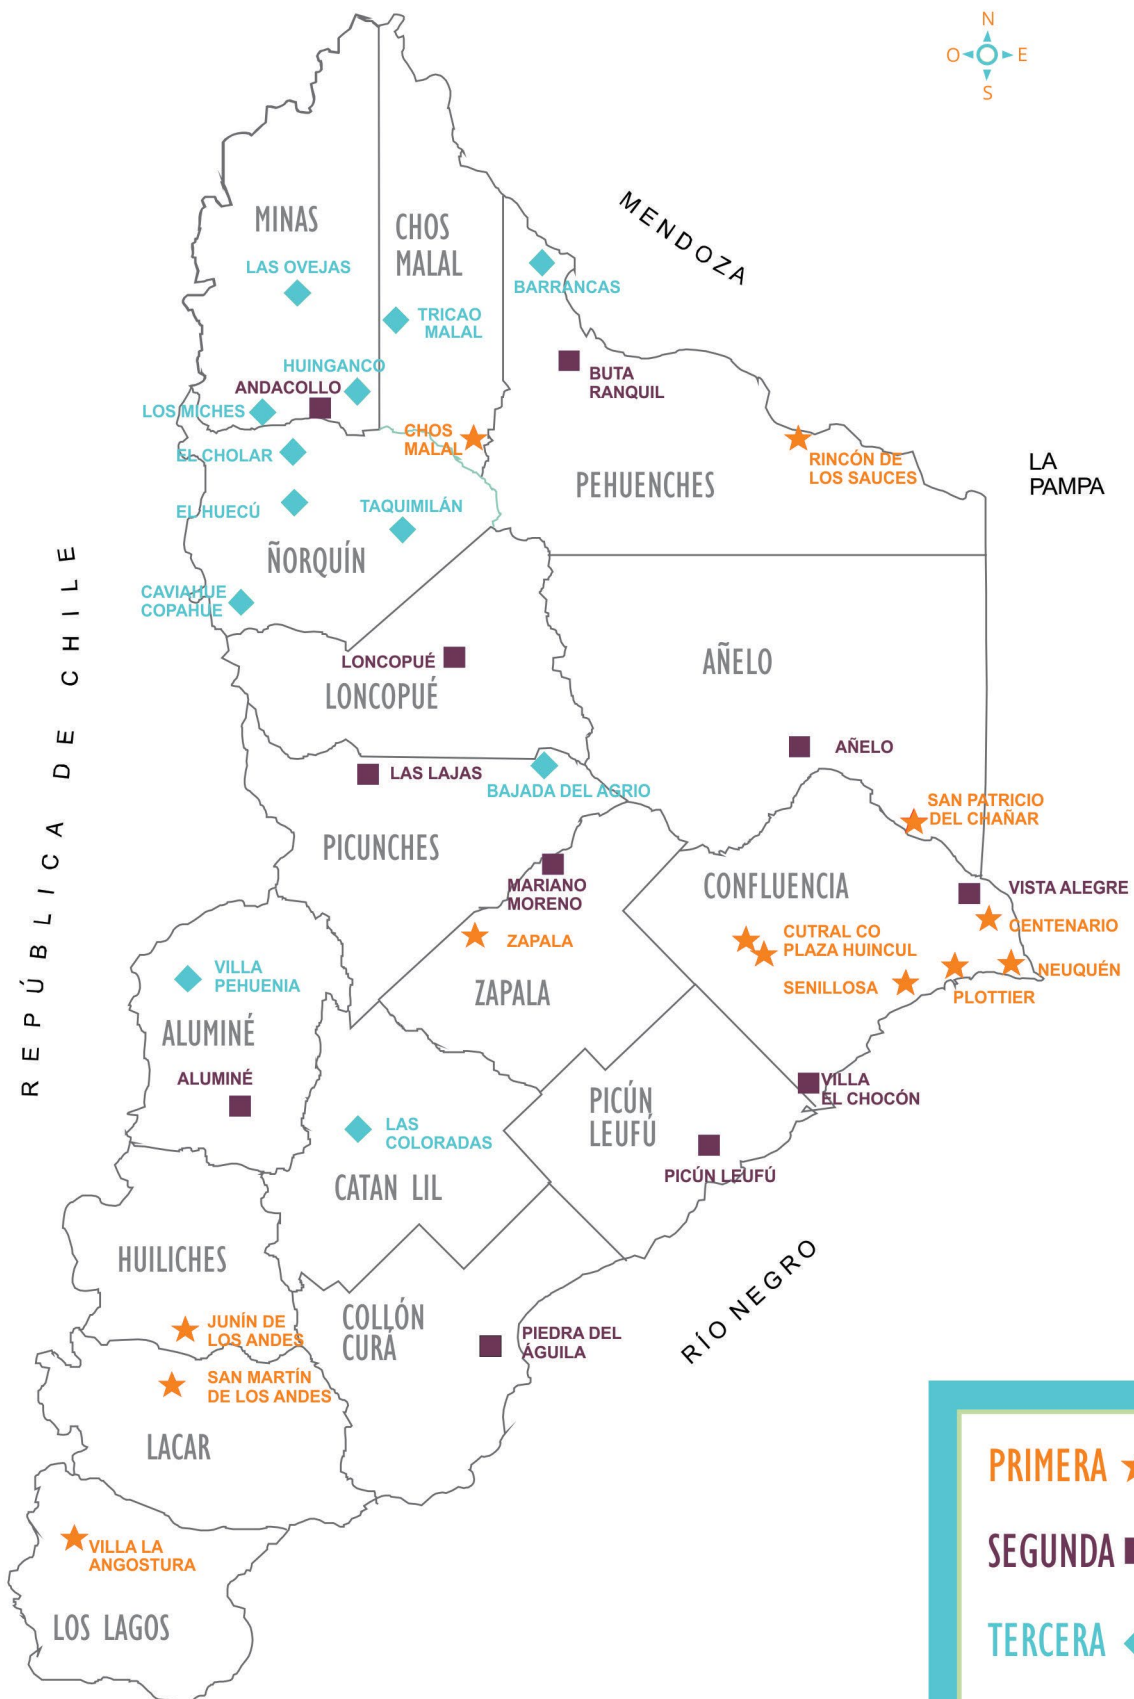 N
O E
S
MENDOZA
MINAS
CHOS
MALAL
LAS OVEJAS
BARRANCAS
TRICAO
MALAL
HUINGANCO
BUTA
RANQUIL
ANDACOLLO
LOS MICHES
CHOS
MALAL
EL CHOLAR
RINCÓN DE
LOS SAUCES
LA
PAMPA
PEHUENCHES
EL HUECÚ
TAQUIMILÁN
ÑORQUÍN
CAVIAHUE
COPAHUE
REPÚBLICA DE CHILE
LONCOPUÉ
LONCOPUÉ
AÑELO
AÑELO
LAS LAJAS
BAJADA DEL AGRIO
SAN PATRICIO
DEL CHAÑAR
PICUNCHES
MARIANO
MORENO
CONFLUENCIA
VISTA ALEGRE
CENTENARIO
ZAPALA
CUTRAL CO
PLAZA HUINCUL
NEUQUÉN
VILLA
PEHUENIA
ZAPALA
SENILLOSA
PLOTTIER
ALUMINÉ
ALUMINÉ
VILLA
EL CHOCÓN
PICÚN
LEUFÚ
LAS
COLORADAS
PICÚN LEUFÚ
CATAN LIL
HUILICHES
RÍO NEGRO
COLLÓN
CURÁ
JUNÍN DE
LOS ANDES
PIEDRA DEL
ÁGUILA
SAN MARTÍN
DE LOS ANDES
LACAR
VILLA LA
ANGOSTURA
LOS LAGOS
PRIMERA
SEGUNDA
TERCERA